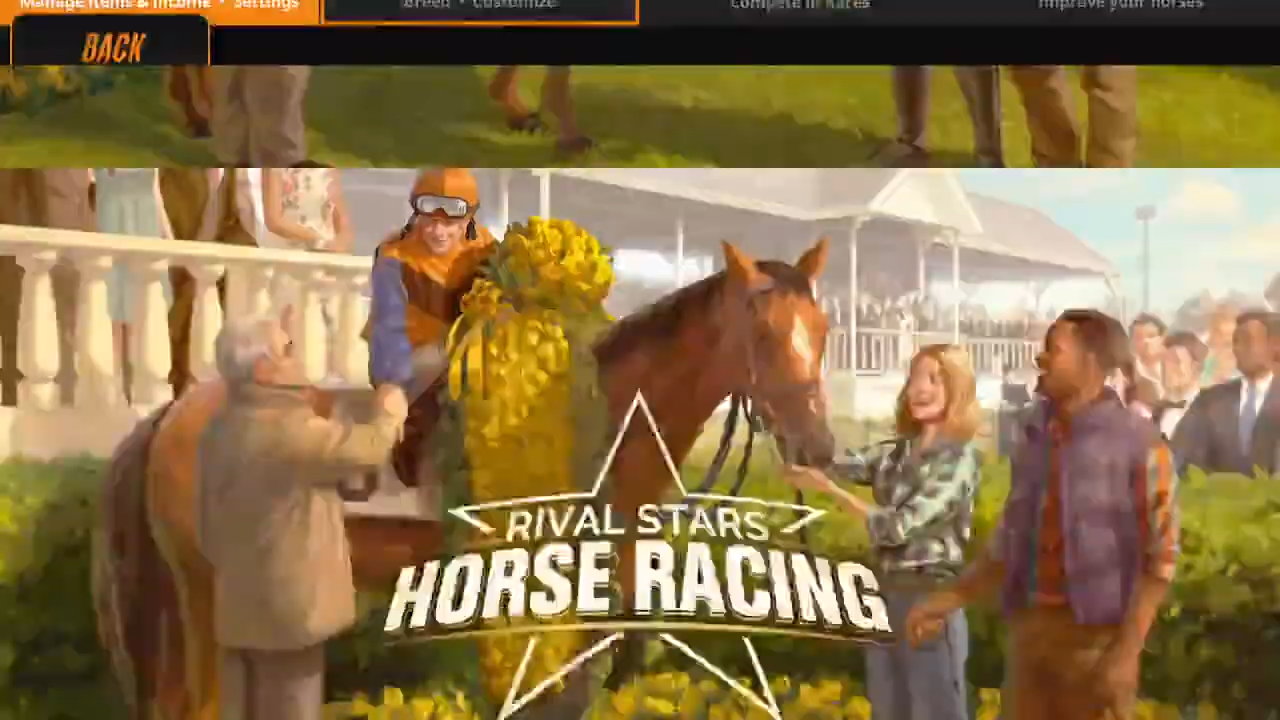 Manage Items & Income • Settings
Breed • Customize
Compete in Races
Improve your horses
BACK
RIVAL STARS
HORSE RACING